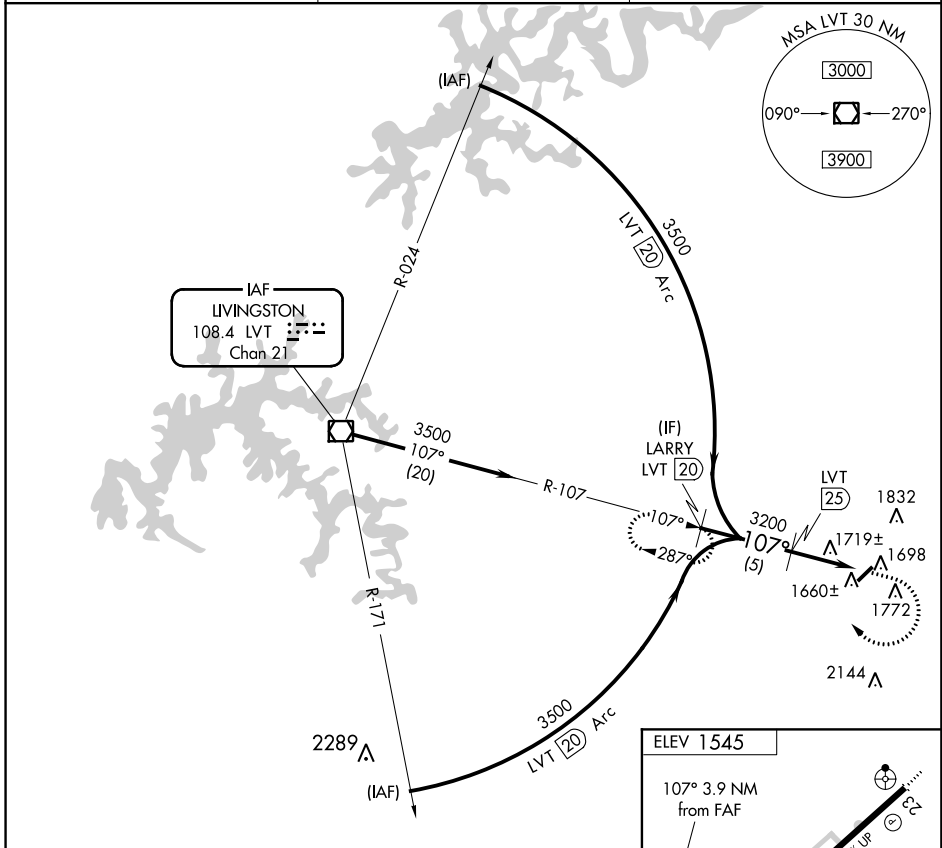 MSA LVT 30 NM
3000
090°
270°
3900
(IAF)
R-024
3500
LVT 20 Arc
IAF
LIVINGSTON
108.4 LVT
Chan 21
3500
107°
(20)
R-107
(IF)
LARRY
LVT 20
107°
287°
3200
107°
(5)
LVT
25
1832
1719±
1698
1660±
1772
2144
R-171
2289
(IAF)
3500
LVT 20 Arc
ELEV 1545
107° 3.9 NM
from FAF
23
P
UP